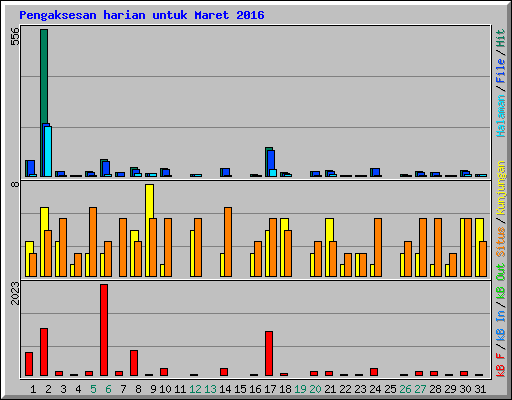 Pengaksesan harian untuk Maret 2016
556
8
2023
Halaman / File / Hit
Situs / Kunjungan
kB F / kB In / kB Out
1 2 3 4 5 6 7 8 9 10 11 12 13 14 15 16 17 18 19 20 21 22 23 24 25 26 27 28 29 30 31